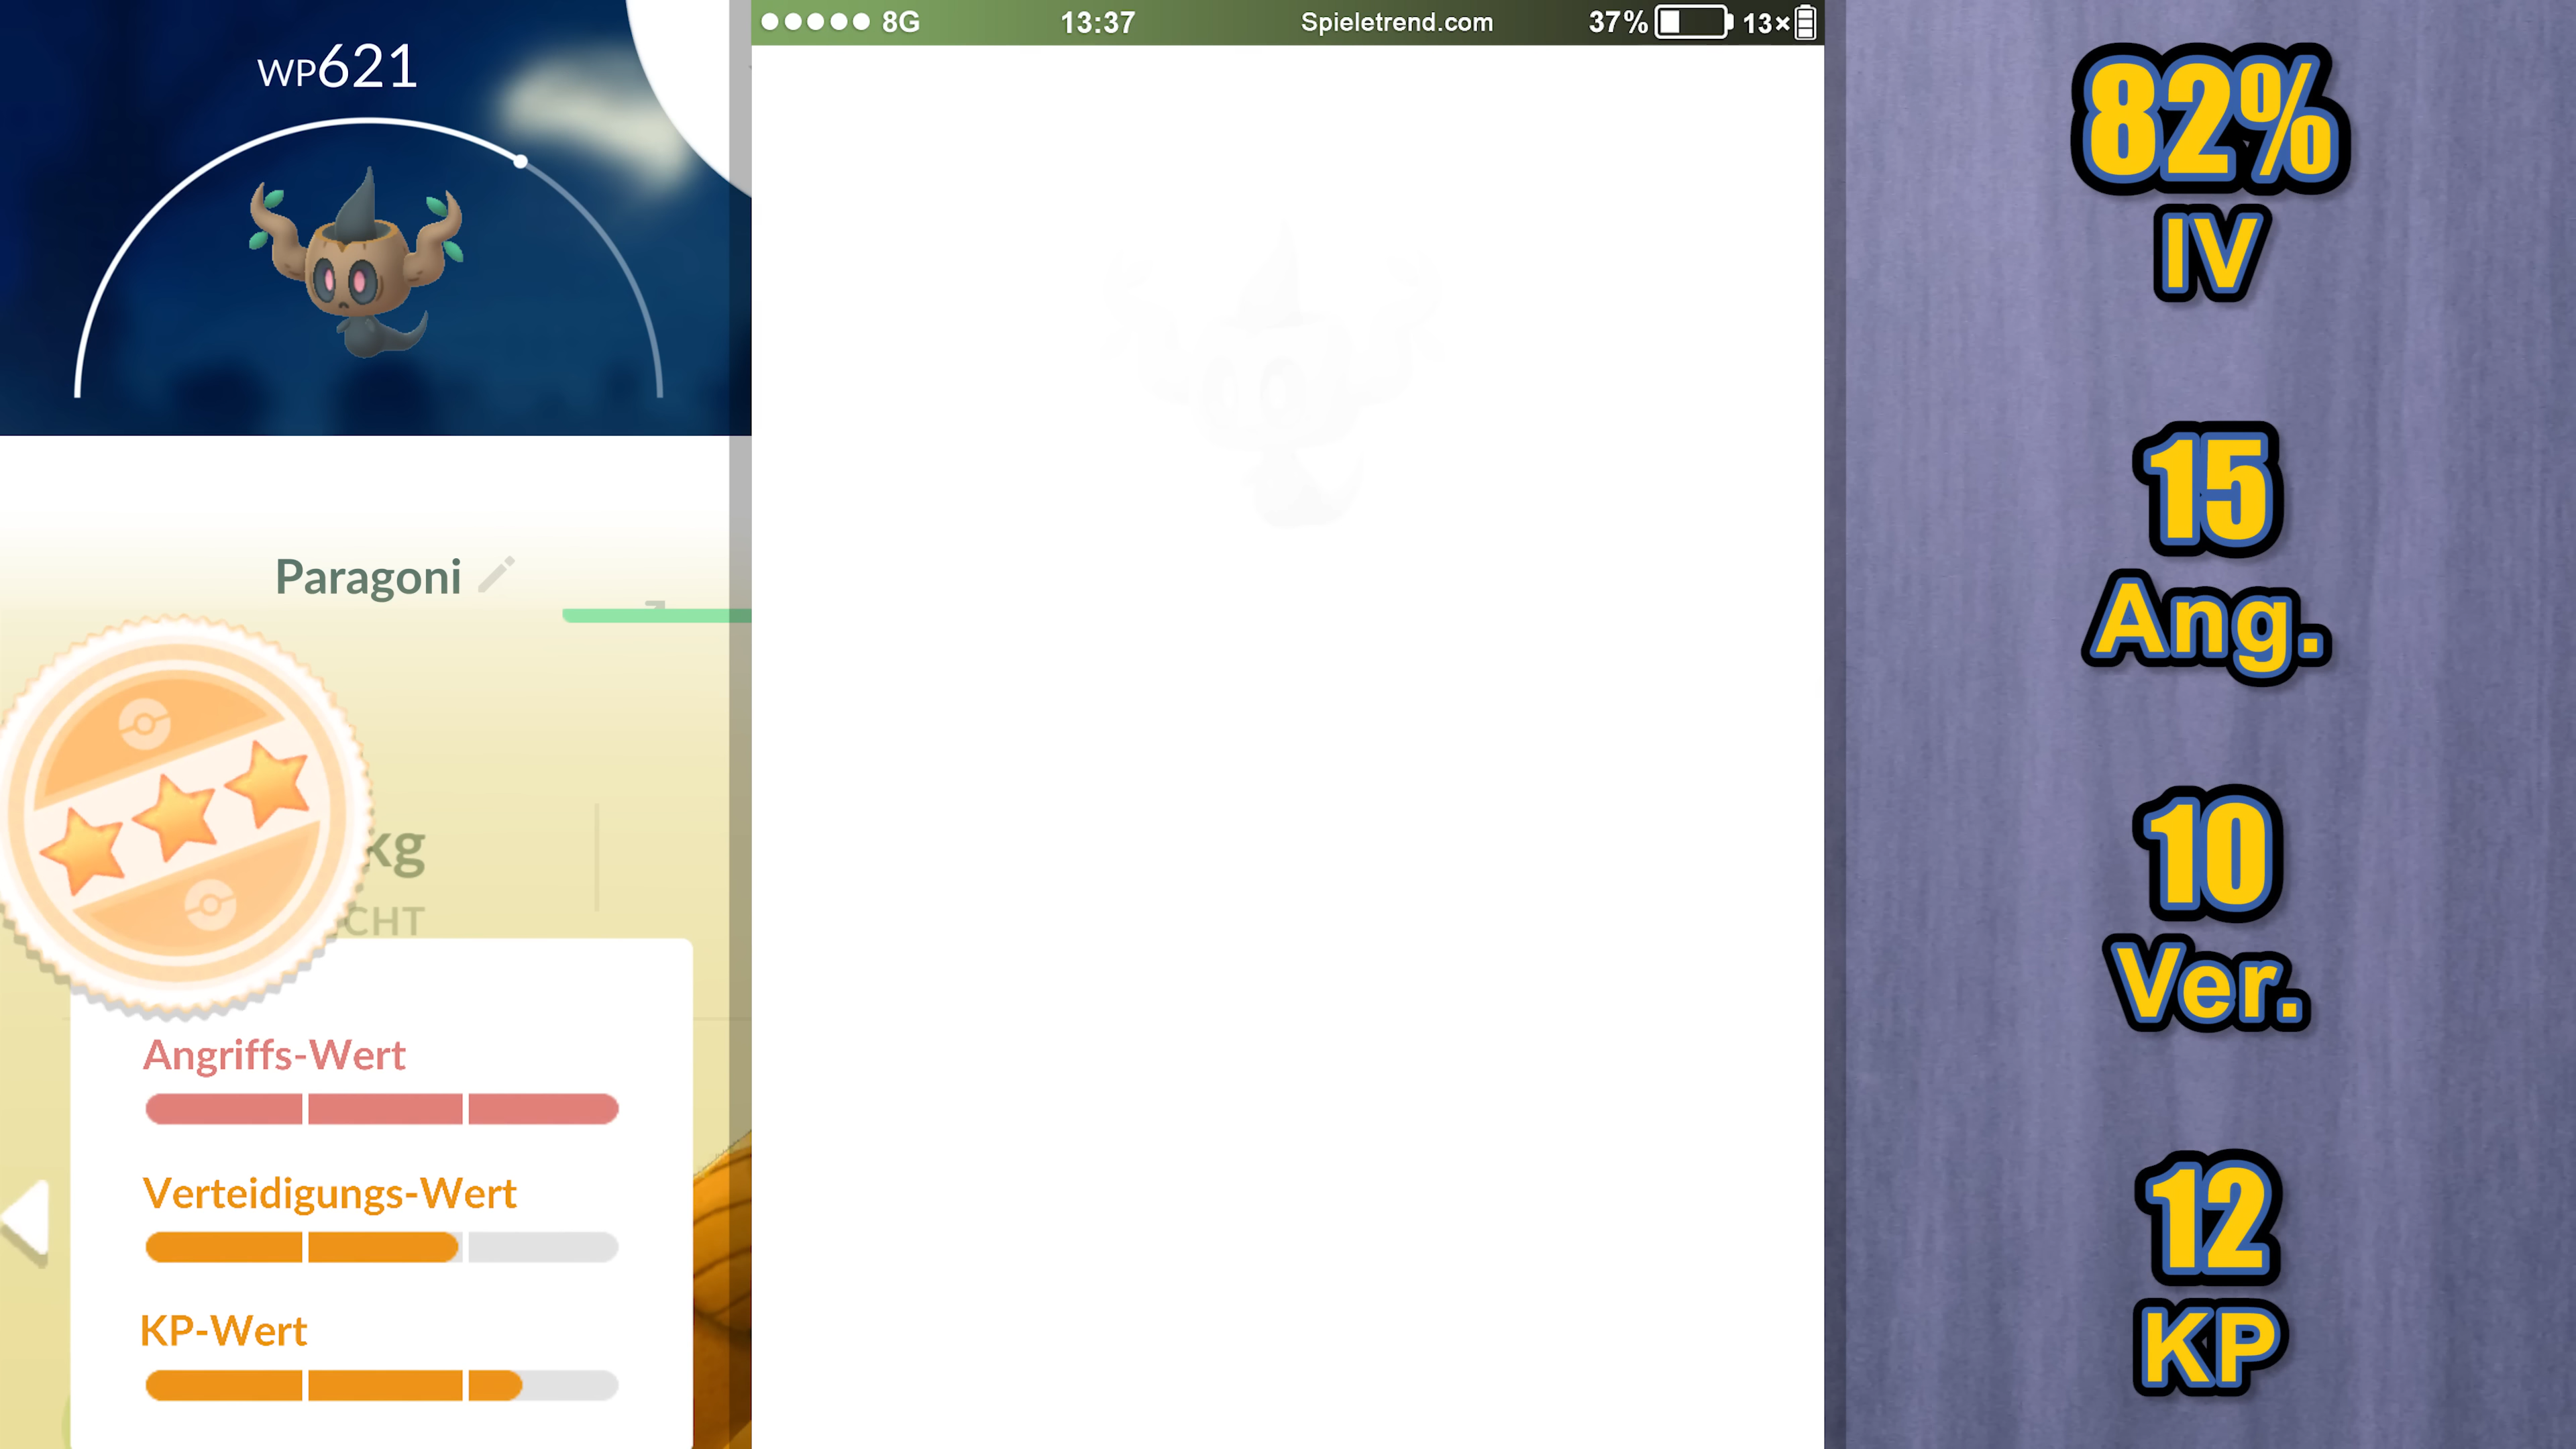 WP621
Paragoni
kg
CHT
Angriffs-Wert
Verteidigungs-Wert
KP-Wert
8G 13:37 Spieletrend.com 37% 13×
82%
IV
15
Ang.
10
Ver.
12
KP